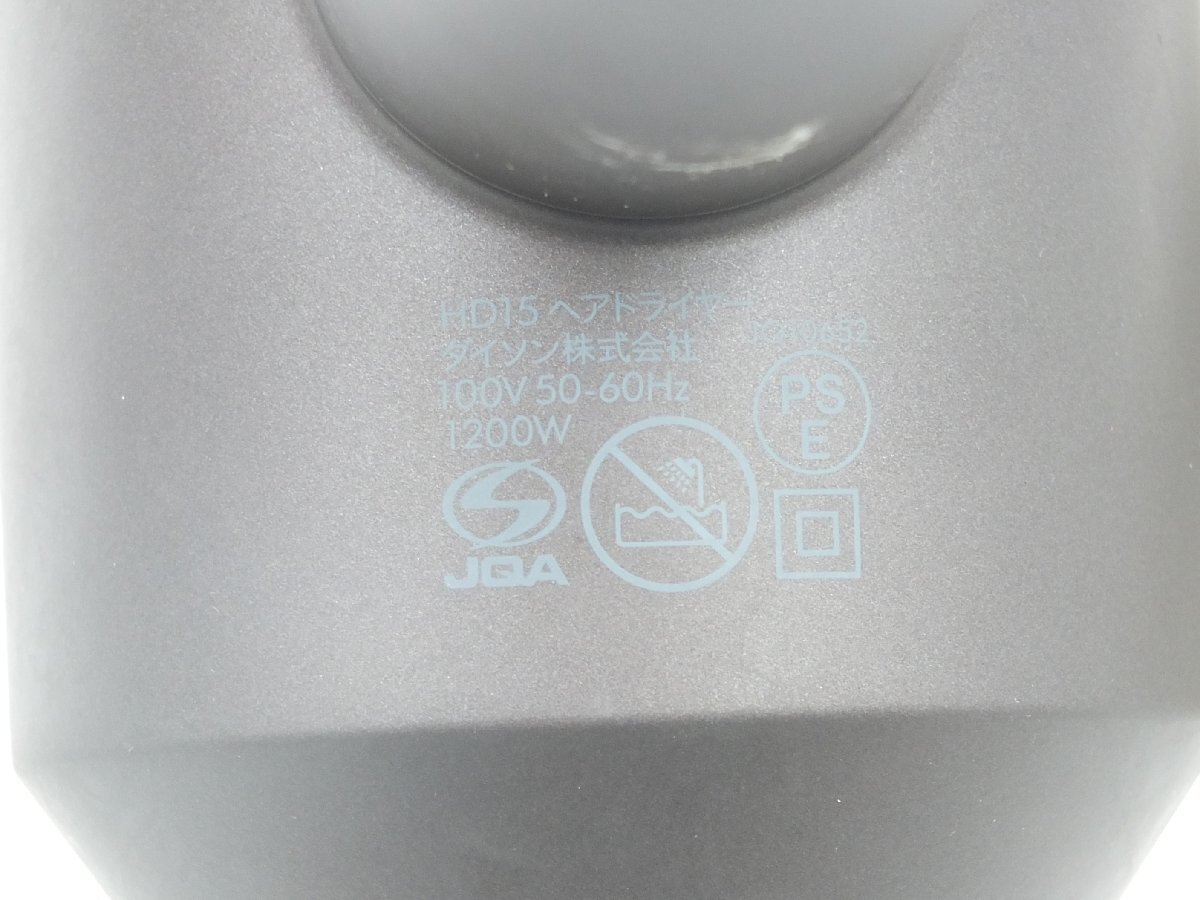 HD15 ヘアドライヤー
ダイソン株式会社
100V 50-60Hz
1200W
PS
E
JQA